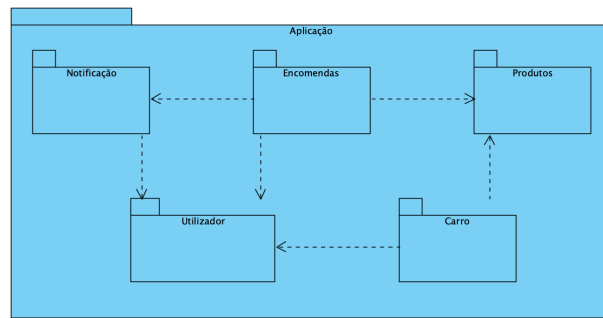 Aplicação
Notificação
Encomendas
Produtos
Utilizador
Carro